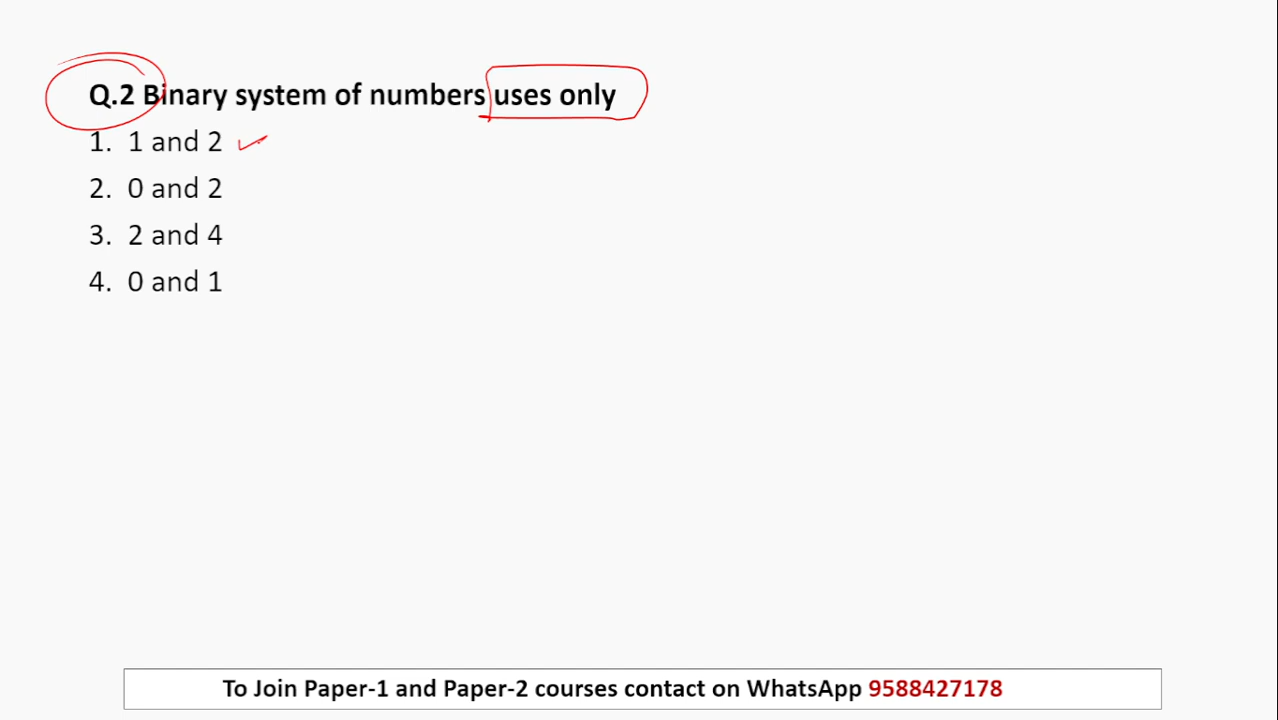 Q.2 Binary system of numbers uses only
1. 1 and 2
2. 0 and 2
3. 2 and 4
4. 0 and 1
To Join Paper-1 and Paper-2 courses contact on WhatsApp 9588427178